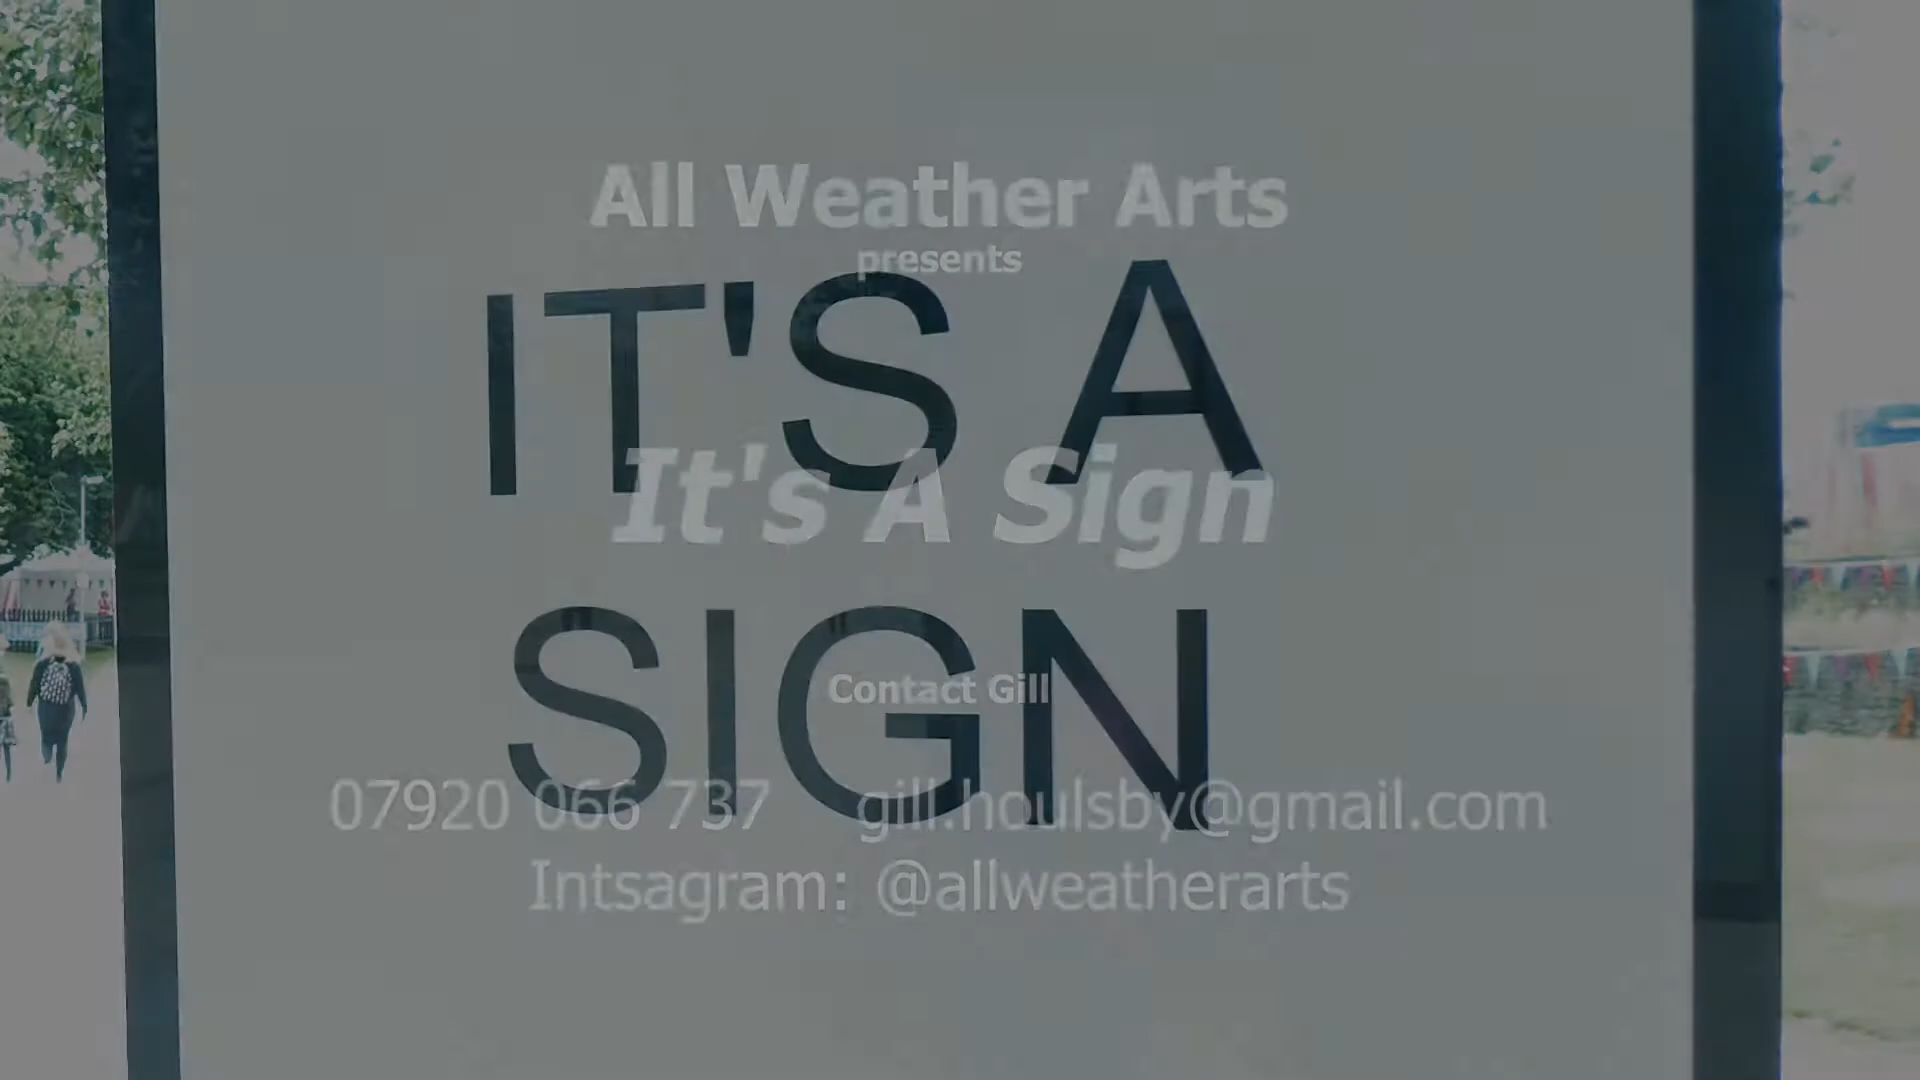 All Weather Arts
presents
IT'S A
It's A Sign
SIGN
Contact Gill
07920 066 737 gill.houlsby@gmail.com
Intsagram: @allweatherarts